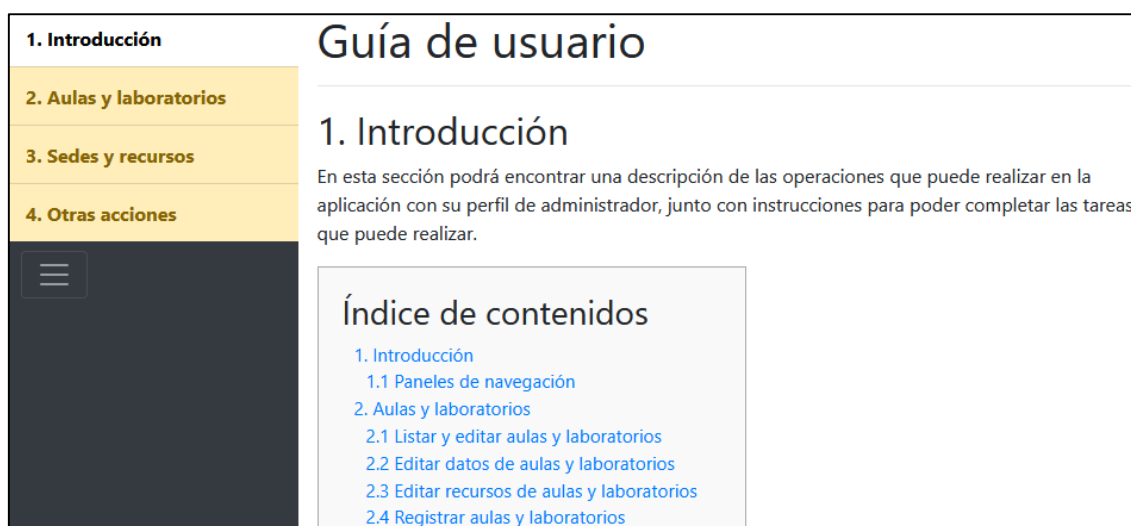 1. Introducción
2. Aulas y laboratorios
3. Sedes y recursos
4. Otras acciones
Guía de usuario
1. Introducción
En esta sección podrá encontrar una descripción de las operaciones que puede realizar en la
aplicación con su perfil de administrador, junto con instrucciones para poder completar las tareas
que puede realizar.
Índice de contenidos
1. Introducción
1.1 Paneles de navegación
2. Aulas y laboratorios
2.1 Listar y editar aulas y laboratorios
2.2 Editar datos de aulas y laboratorios
2.3 Editar recursos de aulas y laboratorios
2.4 Registrar aulas y laboratorios